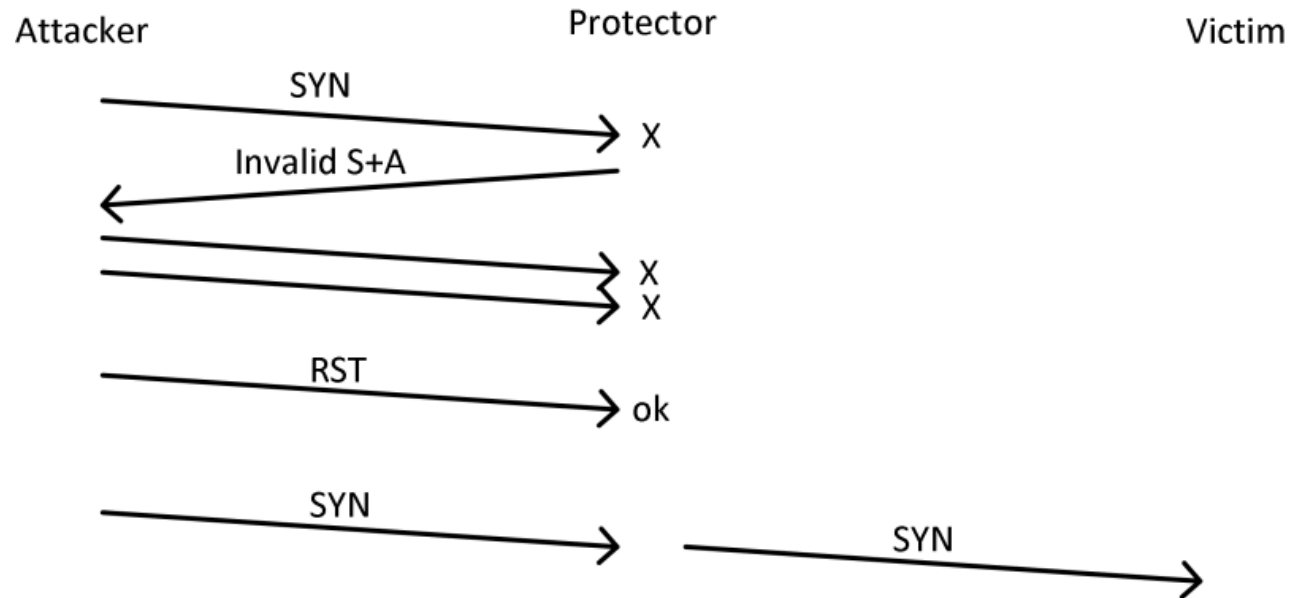 Attacker
Protector
Victim
SYN
X
Invalid S+A
X
X
RST
ok
SYN
SYN